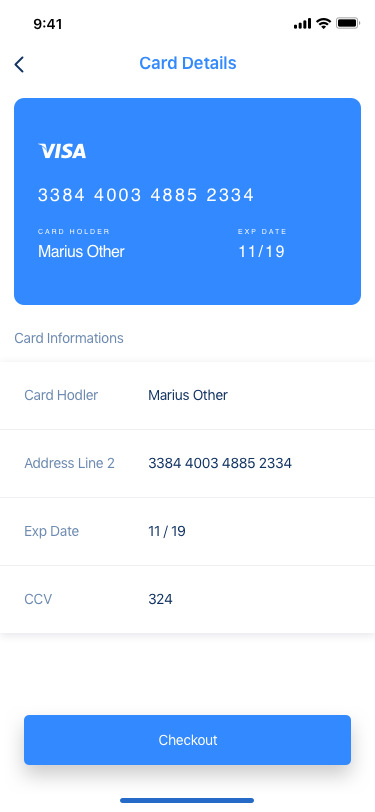 9:41
Card Details
VISA
3384 4003 4885 2334
CARD HOLDER EXP DATE
Marius Other 11/19
Card Informations
Card Hodler Marius Other
Address Line 2 3384 4003 4885 2334
Exp Date 11 / 19
CCV 324
Checkout